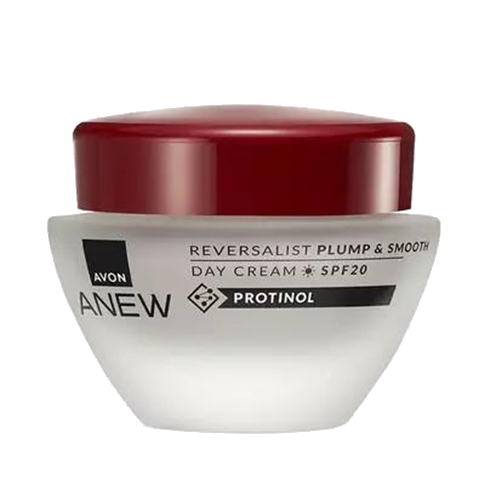 AVON
ANEW
REVERSALIST PLUMP & SMOOTH
DAY CREAM ☀ SPF20
PROTINOL